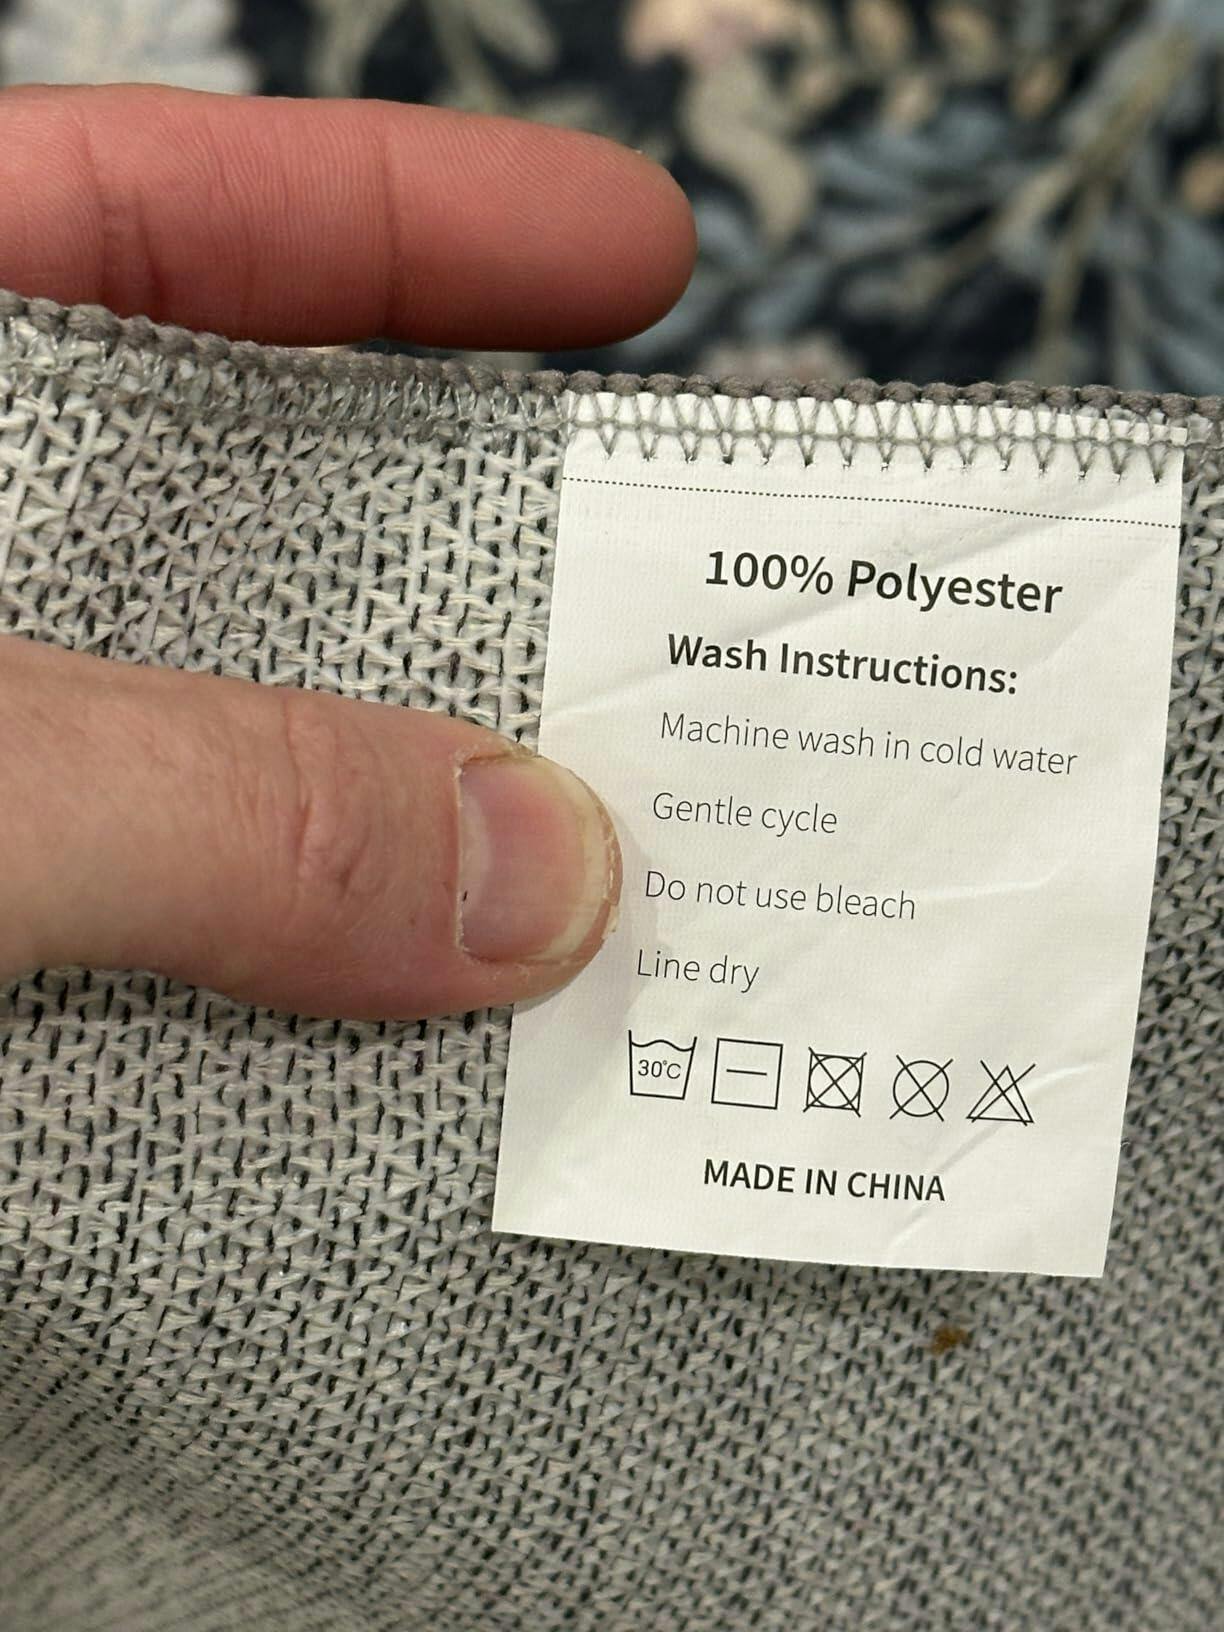 100% Polyester
Wash Instructions:
Machine wash in cold water
Gentle cycle
Do not use bleach
Line dry
30°C
MADE IN CHINA